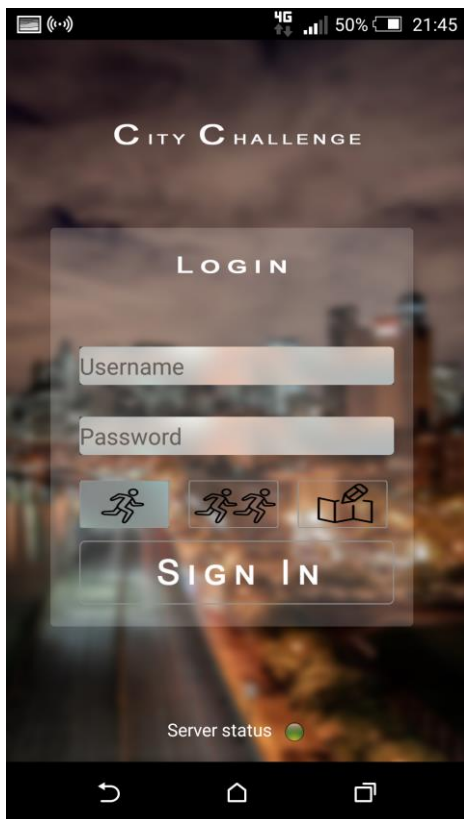 4G 50% 21:45
CITY CHALLENGE
LOGIN
Username
Password
SIGN IN
Server status